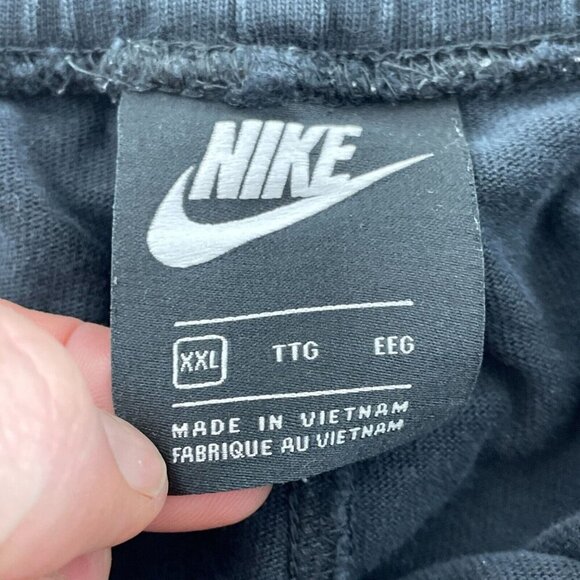 NIKE
XXL TTG EEG
MADE IN VIETNAM
FABRIQUE AU VIETNAM